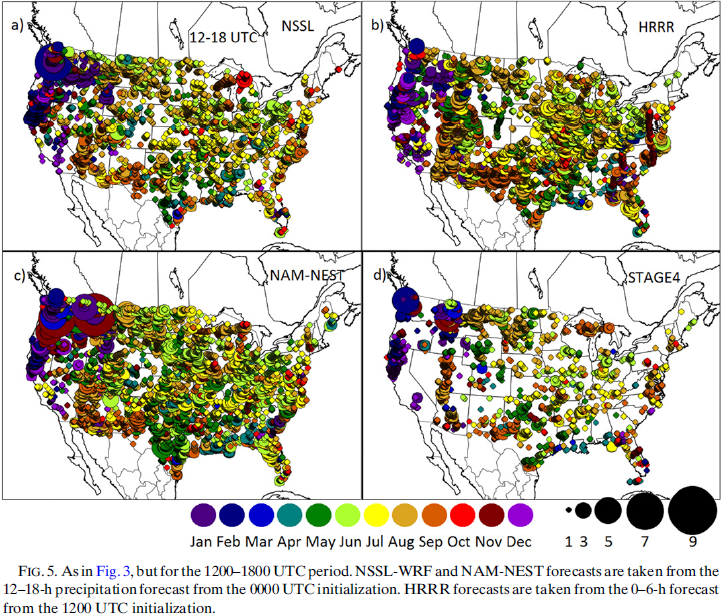 a)
12-18 UTC
NSSL
b)
HRRR
c)
NAM-NEST
d)
STAGE4
Jan Feb Mar Apr May Jun Jul Aug Sep Oct Nov Dec
1 3 5 7 9
FIG. 5. As in Fig. 3, but for the 1200–1800 UTC period. NSSL-WRF and NAM-NEST forecasts are taken from the
12–18-h precipitation forecast from the 0000 UTC initialization. HRRR forecasts are taken from the 0–6-h forecast
from the 1200 UTC initialization.